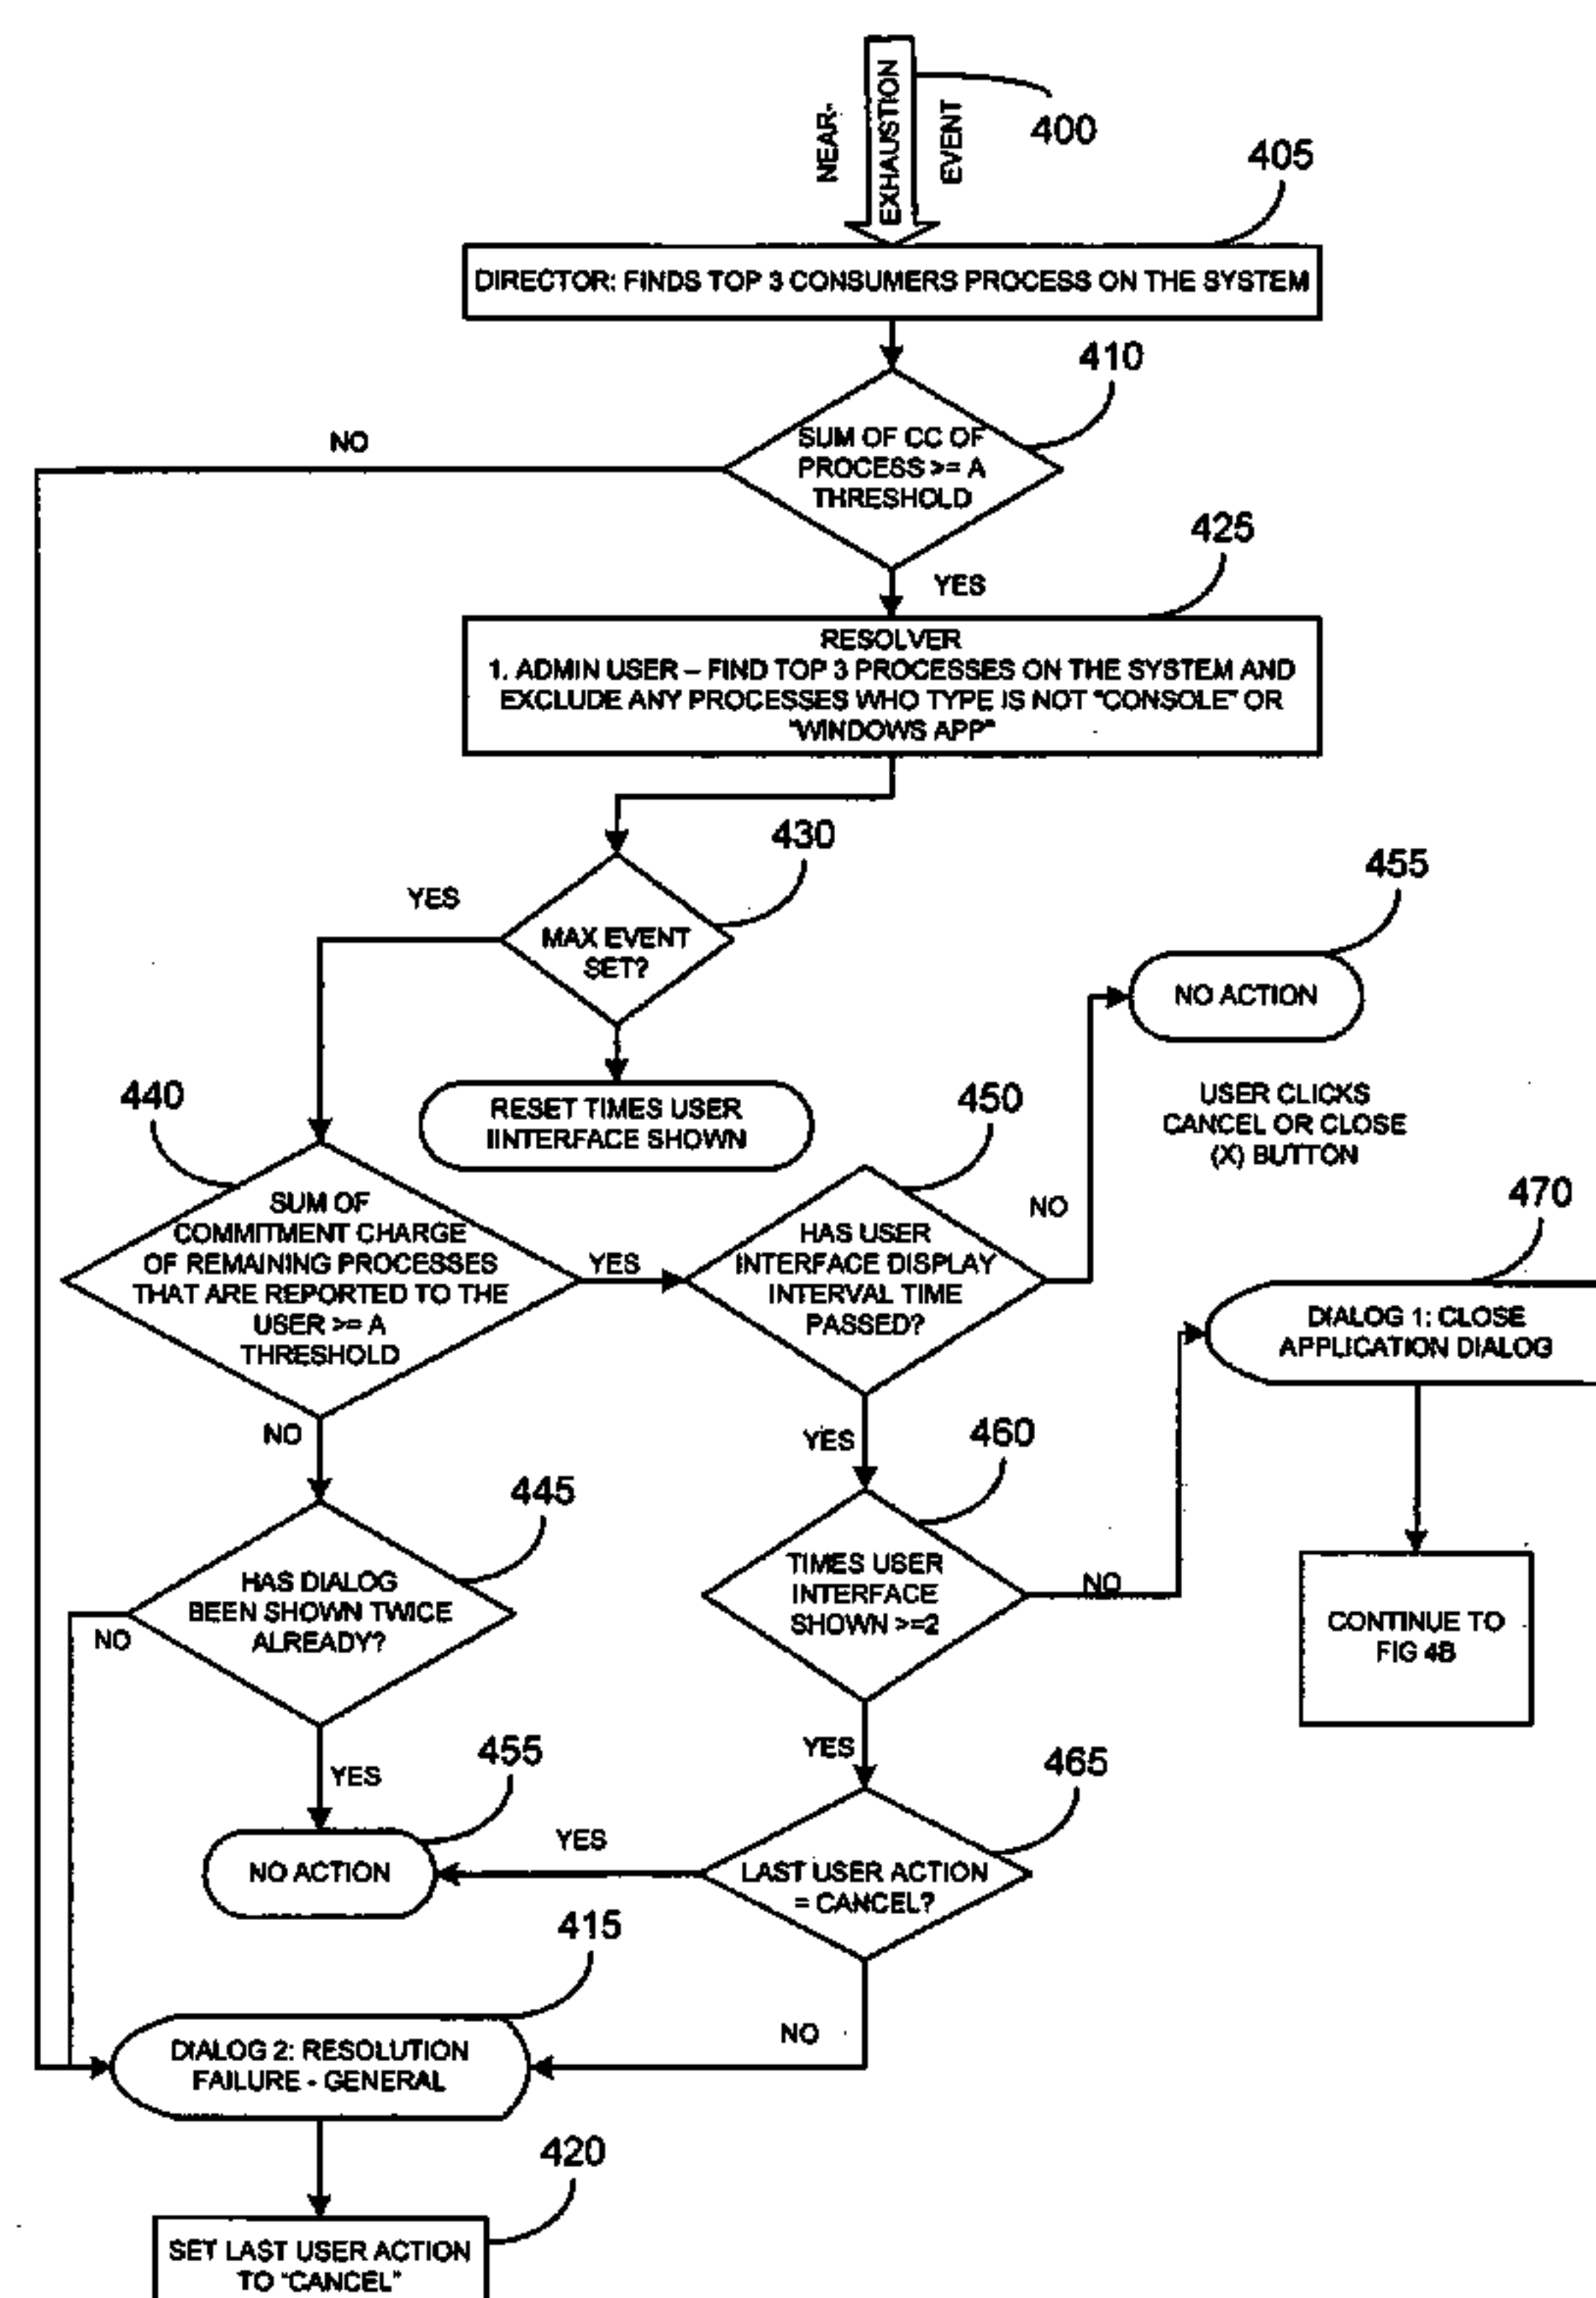 NEAR-
EXHAUSTION
EVENT
400
405
DIRECTOR: FINDS TOP 3 CONSUMERS PROCESS ON THE SYSTEM
410
NO
SUM OF CC OF
PROCESS >= A
THRESHOLD
425
YES
RESOLVER
1. ADMIN USER – FIND TOP 3 PROCESSES ON THE SYSTEM AND
EXCLUDE ANY PROCESSES WHO TYPE IS NOT "CONSOLE" OR
"WINDOWS APP"
430
YES
MAX EVENT
SET?
455
NO ACTION
RESET TIMES USER
IINTERFACE SHOWN
USER CLICKS
CANCEL OR CLOSE
(X) BUTTON
440
SUM OF
COMMITMENT CHARGE
OF REMAINING PROCESSES
THAT ARE REPORTED TO THE
USER >= A
THRESHOLD
YES
450
HAS USER
INTERFACE DISPLAY
INTERVAL TIME
PASSED?
NO
470
DIALOG 1: CLOSE
APPLICATION DIALOG
NO
YES
460
445
HAS DIALOG
BEEN SHOWN TWICE
ALREADY?
NO
TIMES USER
INTERFACE
SHOWN >=2
NO
CONTINUE TO
FIG 4B
YES
455
NO ACTION
YES
YES
465
LAST USER ACTION
= CANCEL?
415
NO
DIALOG 2: RESOLUTION
FAILURE - GENERAL
420
SET LAST USER ACTION
TO "CANCEL"